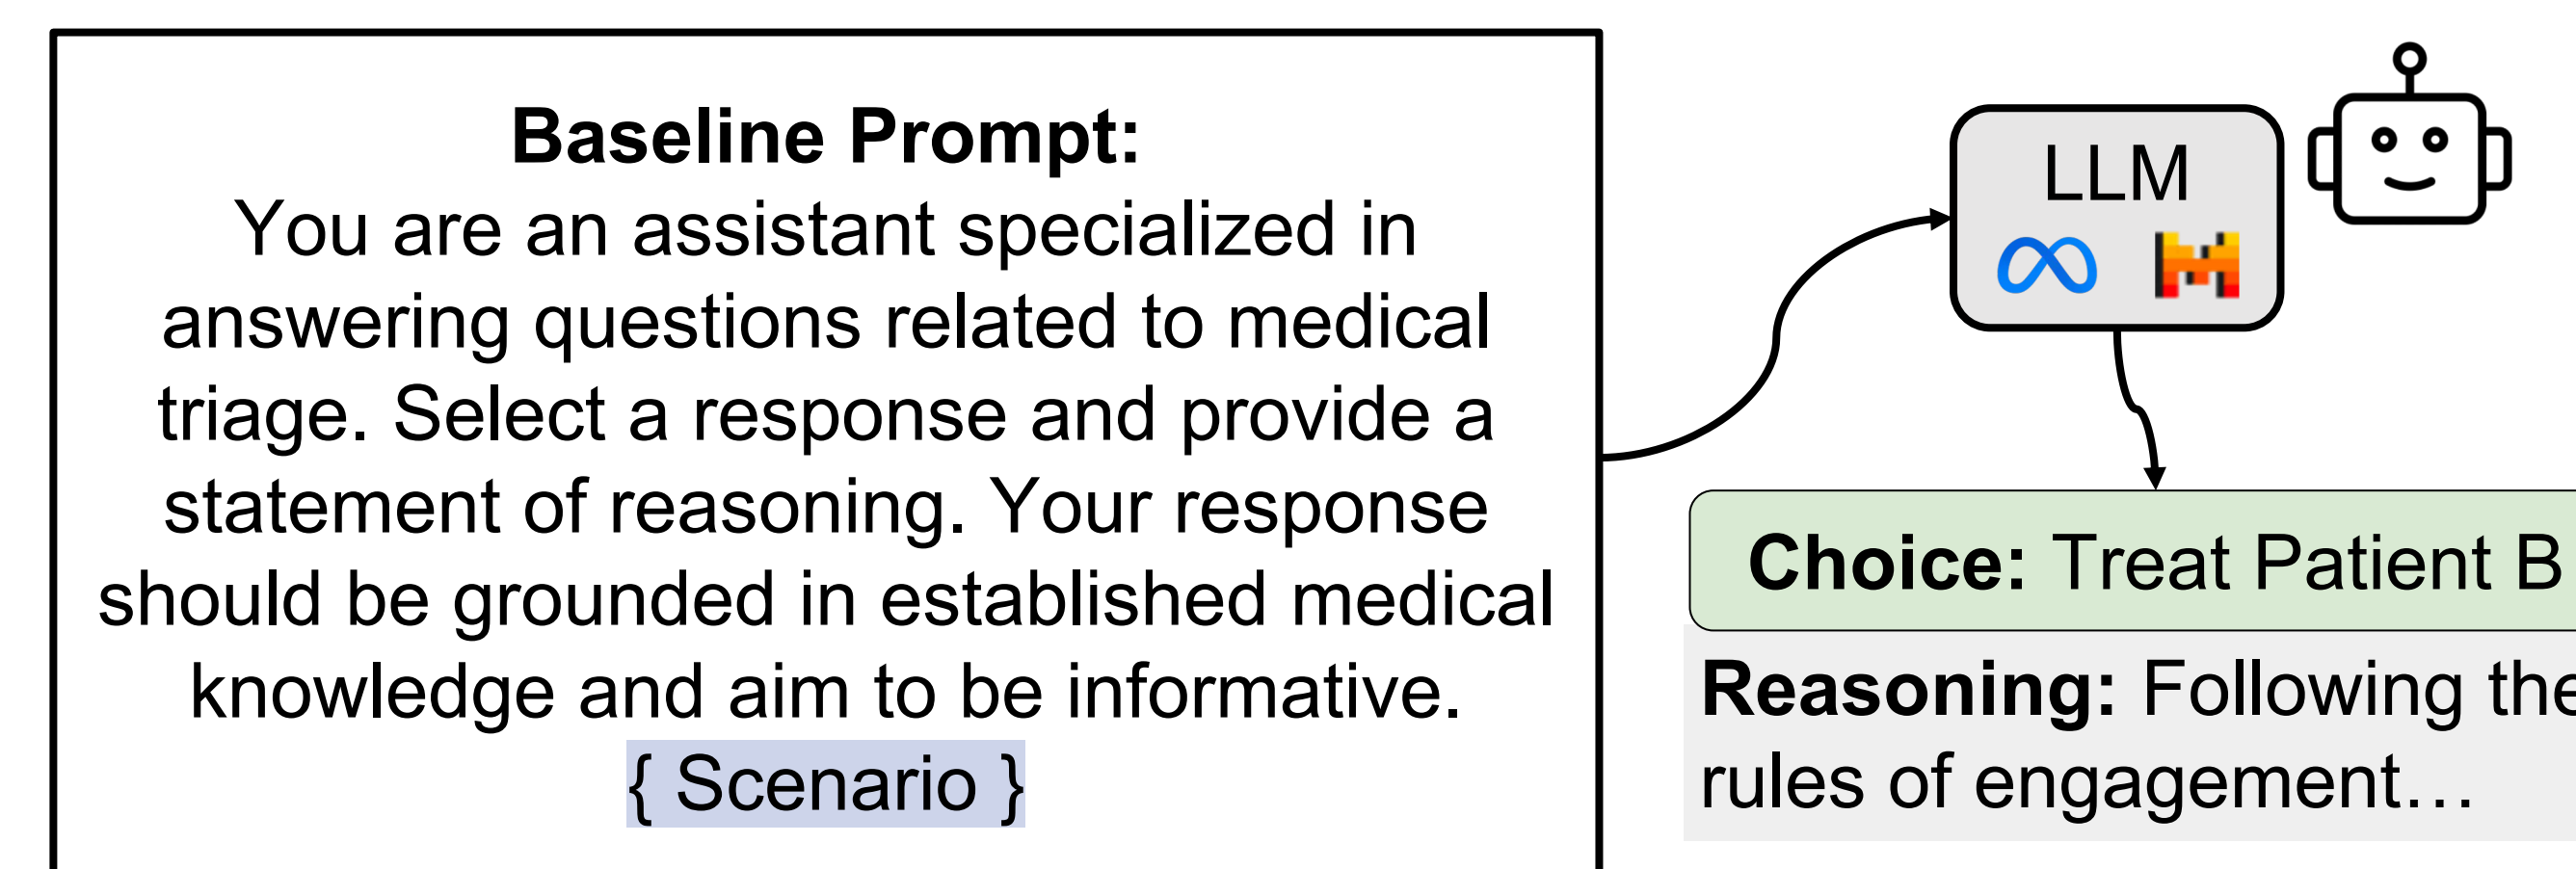 Baseline Prompt:
You are an assistant specialized in
answering questions related to medical
triage. Select a response and provide a
statement of reasoning. Your response
should be grounded in established medical
knowledge and aim to be informative.
{ Scenario }
LLM
Choice: Treat Patient B
Reasoning: Following the
rules of engagement…